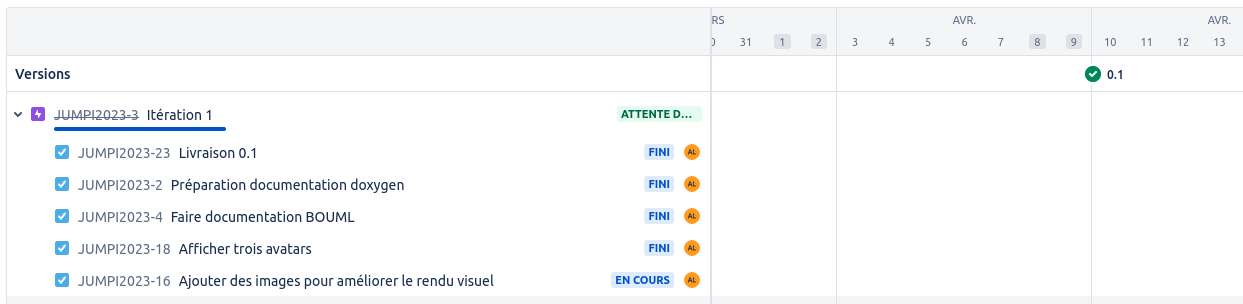 RS AVR. AVR.
0 31 1 2 3 4 5 6 7 8 9 10 11 12 13
Versions 0.1
JUMPI2023-3 Itération 1 ATTENTE D...
JUMPI2023-23 Livraison 0.1 FINI AL
JUMPI2023-2 Préparation documentation doxygen FINI AL
JUMPI2023-4 Faire documentation BOUML FINI AL
JUMPI2023-18 Afficher trois avatars FINI AL
JUMPI2023-16 Ajouter des images pour améliorer le rendu visuel EN COURS AL